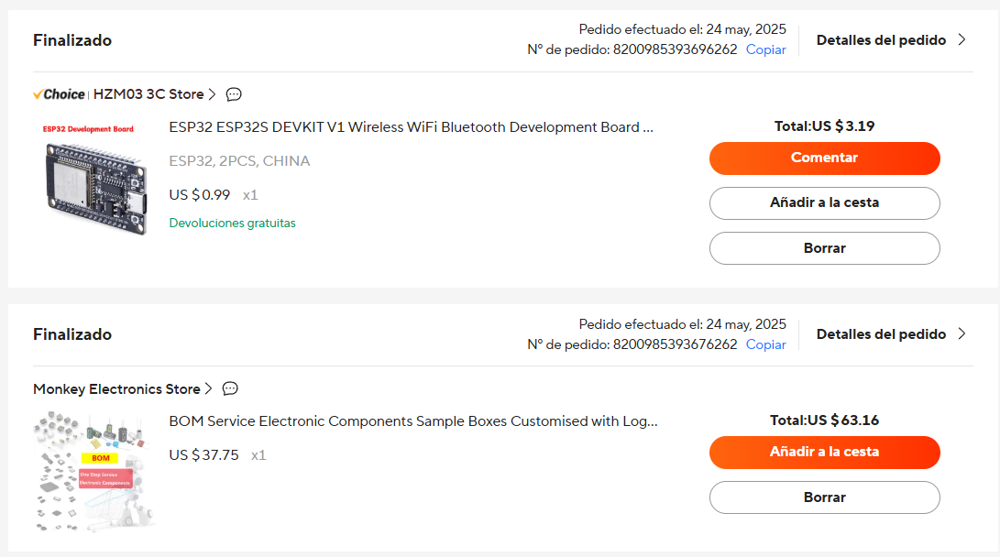 Finalizado
Pedido efectuado el: 24 may, 2025
Nº de pedido: 8200985393696262 Copiar
Detalles del pedido
Choice | HZM03 3C Store
ESP32 Development Board
ESP32 ESP32S DEVKIT V1 Wireless WiFi Bluetooth Development Board ...
ESP32, 2PCS, CHINA
US $0.99 x1
Devoluciones gratuitas
Total:US $3.19
Comentar
Añadir a la cesta
Borrar
Finalizado
Pedido efectuado el: 24 may, 2025
Nº de pedido: 8200985393676262 Copiar
Detalles del pedido
Monkey Electronics Store
BOM
One Stop Service
Electronic Components
BOM Service Electronic Components Sample Boxes Customised with Log...
US $37.75 x1
Total:US $63.16
Añadir a la cesta
Borrar